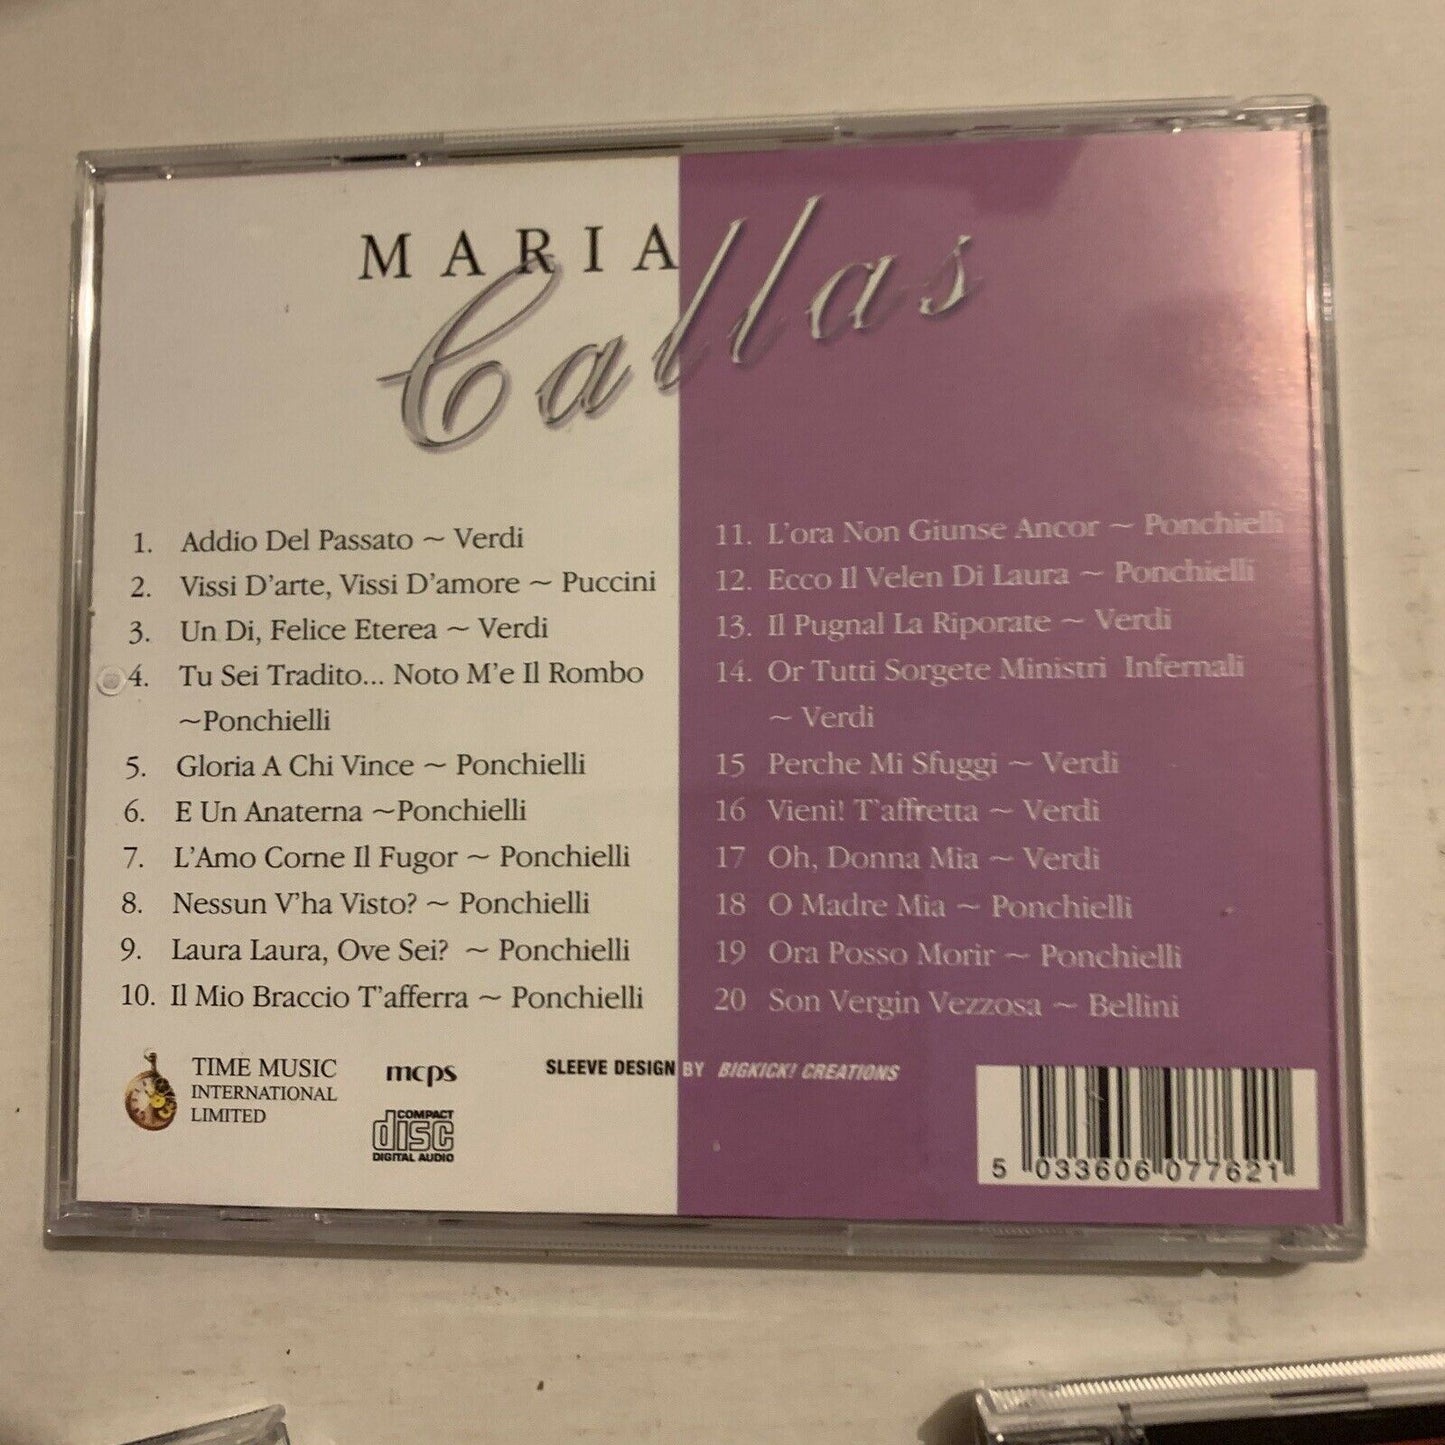 MARIA
Callas
1. Addio Del Passato ~ Verdi
2. Vissi D'arte, Vissi D'amore ~ Puccini
3. Un Di, Felice Eterea ~ Verdi
4. Tu Sei Tradito... Noto M'e Il Rombo
~Ponchielli
5. Gloria A Chi Vince ~ Ponchielli
6. E Un Anaterna ~Ponchielli
7. L'Amo Corne Il Fugor ~ Ponchielli
8. Nessun V'ha Visto? ~ Ponchielli
9. Laura Laura, Ove Sei? ~ Ponchielli
10. Il Mio Braccio T'afferra ~ Ponchielli
11. L'ora Non Giunse Ancor ~ Ponchielli
12. Ecco Il Velen Di Laura ~ Ponchielli
13. Il Pugnal La Riporate ~ Verdi
14. Or Tutti Sorgete Ministri Infernali
~ Verdi
15 Perche Mi Sfuggi ~ Verdi
16 Vieni! T'affretta ~ Verdi
17 Oh, Donna Mia ~ Verdi
18 O Madre Mia ~ Ponchielli
19 Ora Posso Morir ~ Ponchielli
20 Son Vergin Vezzosa ~ Bellini
TIME MUSIC
INTERNATIONAL
LIMITED
mcps
COMPACT
disc
DIGITAL AUDIO
SLEEVE DESIGN BY BIGKICK! CREATIONS
5 033606 077621